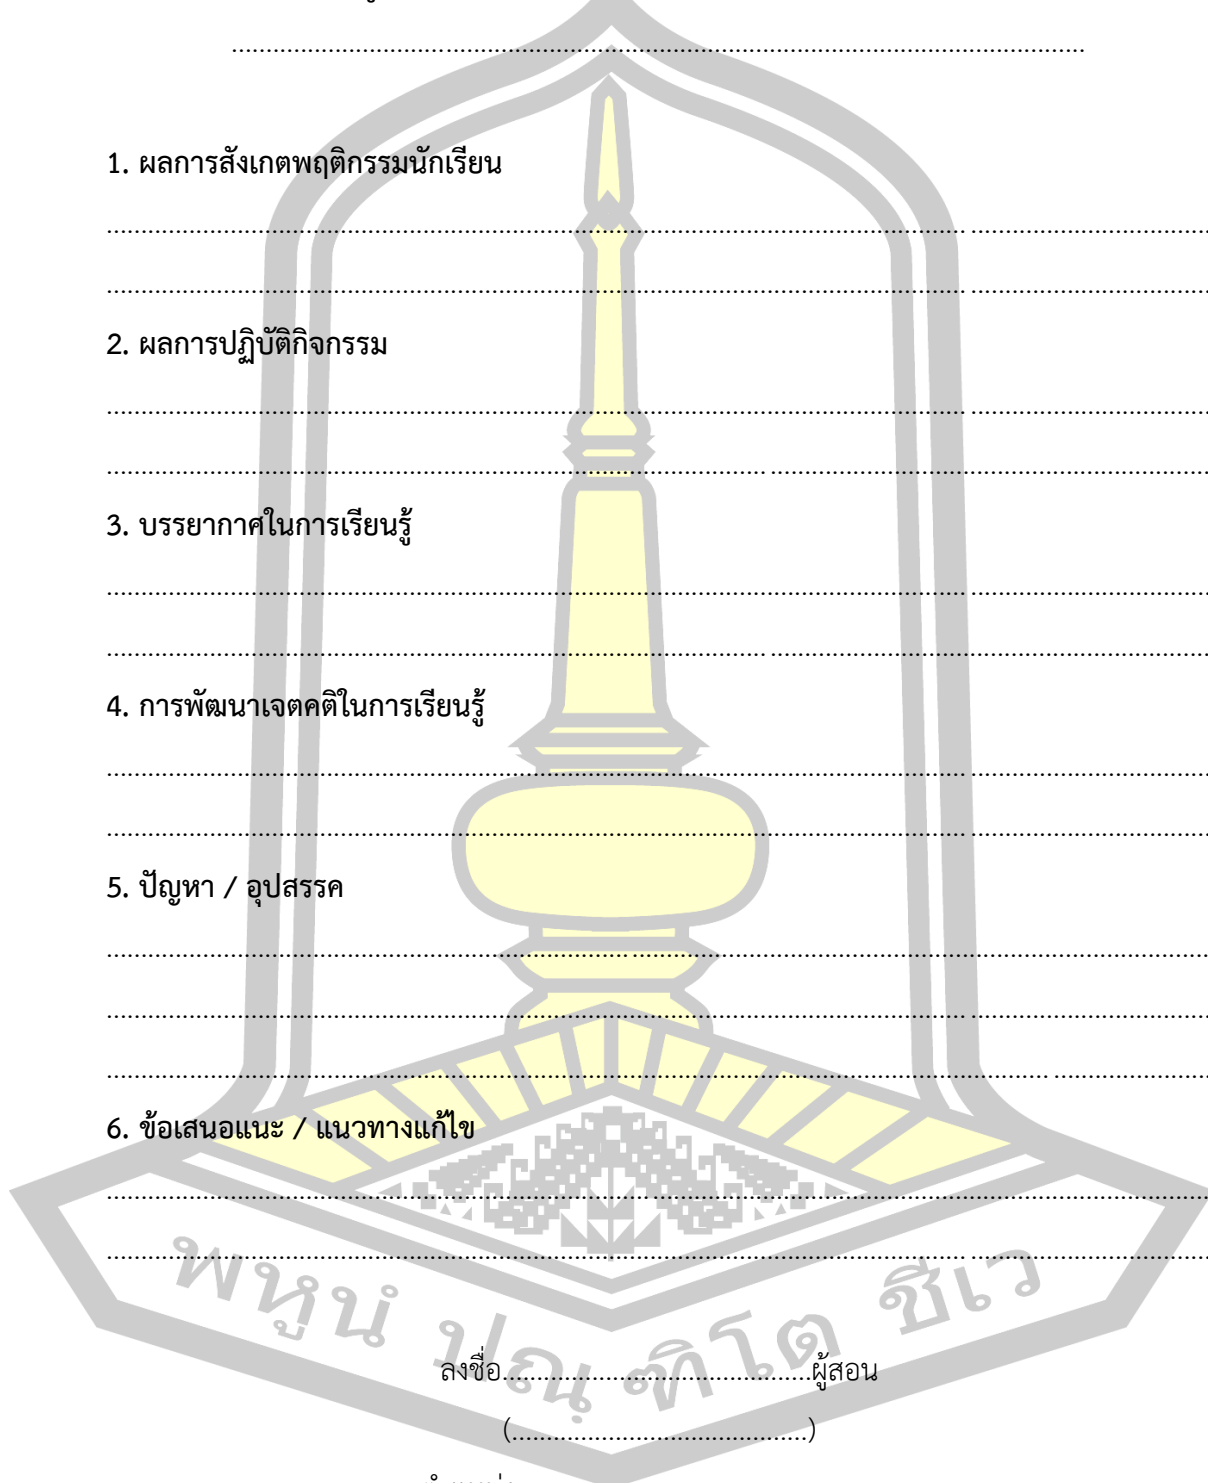 ................................................................................................................................
1. ผลการสังเกตพฤติกรรมนักเรียน
................................................................................................................................ ....................................
................................................................................................................................ ....................................
2. ผลการปฏิบัติกิจกรรม
................................................................................................................................ ....................................
.................................................................................................. ..................................................................
3. บรรยากาศในการเรียนรู้
................................................................................................................................ ....................................
.................................................................................................. ..................................................................
4. การพัฒนาเจตคติในการเรียนรู้
................................................................................................................................ ....................................
................................................................................................................................ ....................................
5. ปัญหา / อุปสรรค
....................................................................................................................................................................
................................................................................................................................ ....................................
............................................................................................................................................ ........................
6. ข้อเสนอแนะ / แนวทางแก้ไข
....................................................................................................................................................................
................................................................................................................................ ....................................
พหูนํ ปณฺฑิโต ชีเว
ลงชื่อ.............................................ผู้สอน
(...........................................)